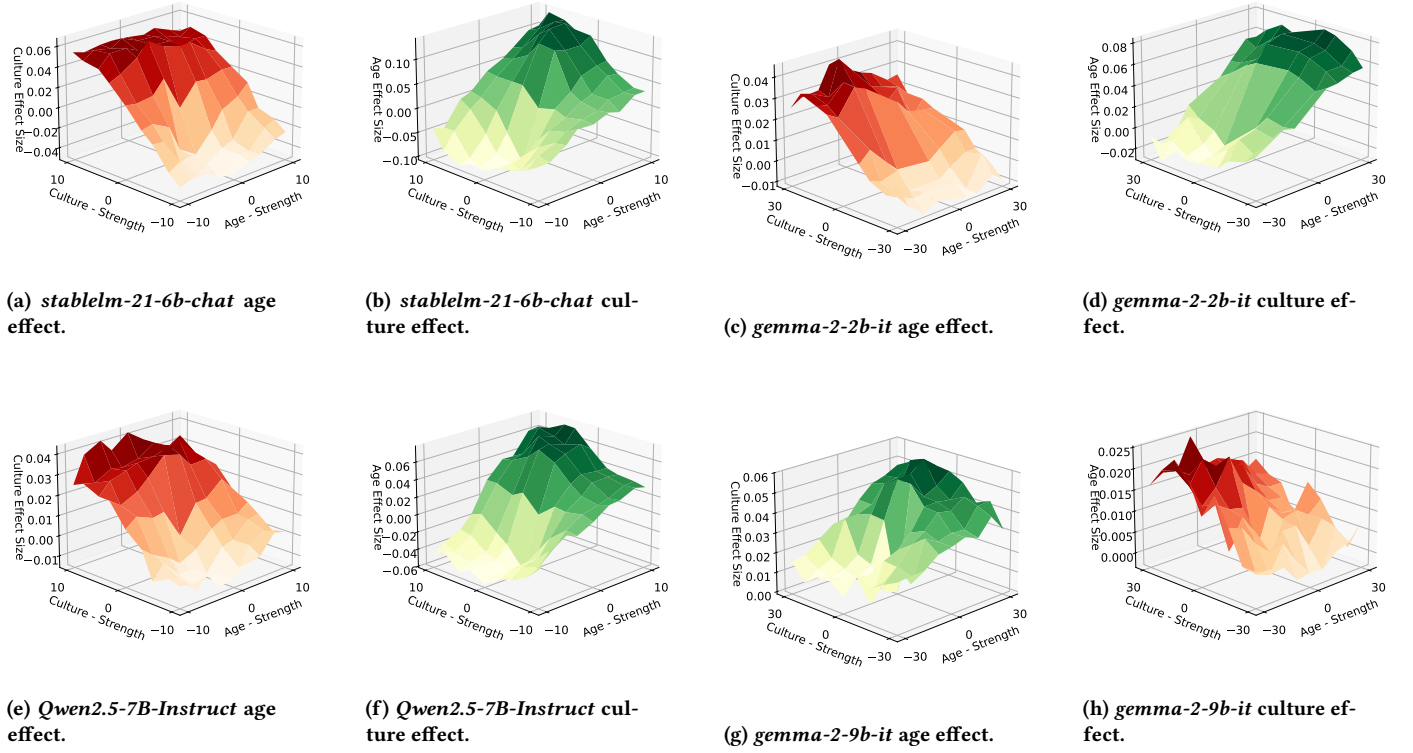 0.06
0.04
0.02
0.00
−0.02
−0.04
Culture Effect Size
10
0
−10
Culture - Strength
−10
0
10
Age - Strength
(a) stablelm-21-6b-chat age
effect.
0.10
0.05
0.00
−0.05
−0.10
Age Effect Size
10
0
−10
Culture - Strength
−10
0
10
Age - Strength
(b) stablelm-21-6b-chat cul-
ture effect.
0.04
0.03
0.02
0.01
0.00
−0.01
Culture Effect Size
30
0
−30
Culture - Strength
−30
0
30
Age - Strength
(c) gemma-2-2b-it age effect.
0.08
0.06
0.04
0.02
0.00
−0.02
Age Effect Size
30
0
−30
Culture - Strength
−30
0
30
Age - Strength
(d) gemma-2-2b-it culture ef-
fect.
0.04
0.03
0.02
0.01
0.00
−0.01
Culture Effect Size
10
0
−10
Culture - Strength
−10
0
10
Age - Strength
(e) Qwen2.5-7B-Instruct age
effect.
0.06
0.04
0.02
0.00
−0.02
−0.04
−0.06
Age Effect Size
10
0
−10
Culture - Strength
−10
0
10
Age - Strength
(f) Qwen2.5-7B-Instruct cul-
ture effect.
0.06
0.05
0.04
0.03
0.02
0.01
0.00
Culture Effect Size
30
0
−30
Culture - Strength
−30
0
30
Age - Strength
(g) gemma-2-9b-it age effect.
0.025
0.020
0.015
0.010
0.005
0.000
Age Effect Size
30
0
−30
Culture - Strength
−30
0
30
Age - Strength
(h) gemma-2-9b-it culture ef-
fect.